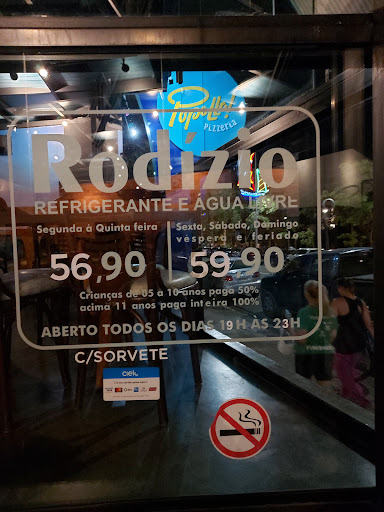 Popolla!
PIZZERIA
Rodízio
REFRIGERANTE E ÁGUA LIVRE
Segunda à Quinta feira
56,90
Sexta, Sábado, Domingo
vespera e feriado
59,90
Crianças de 05 a 10 anos paga 50%
acima 11 anos paga inteira 100%
ABERTO TODOS OS DIAS 19H ÀS 23H
C/SORVETE
cielo